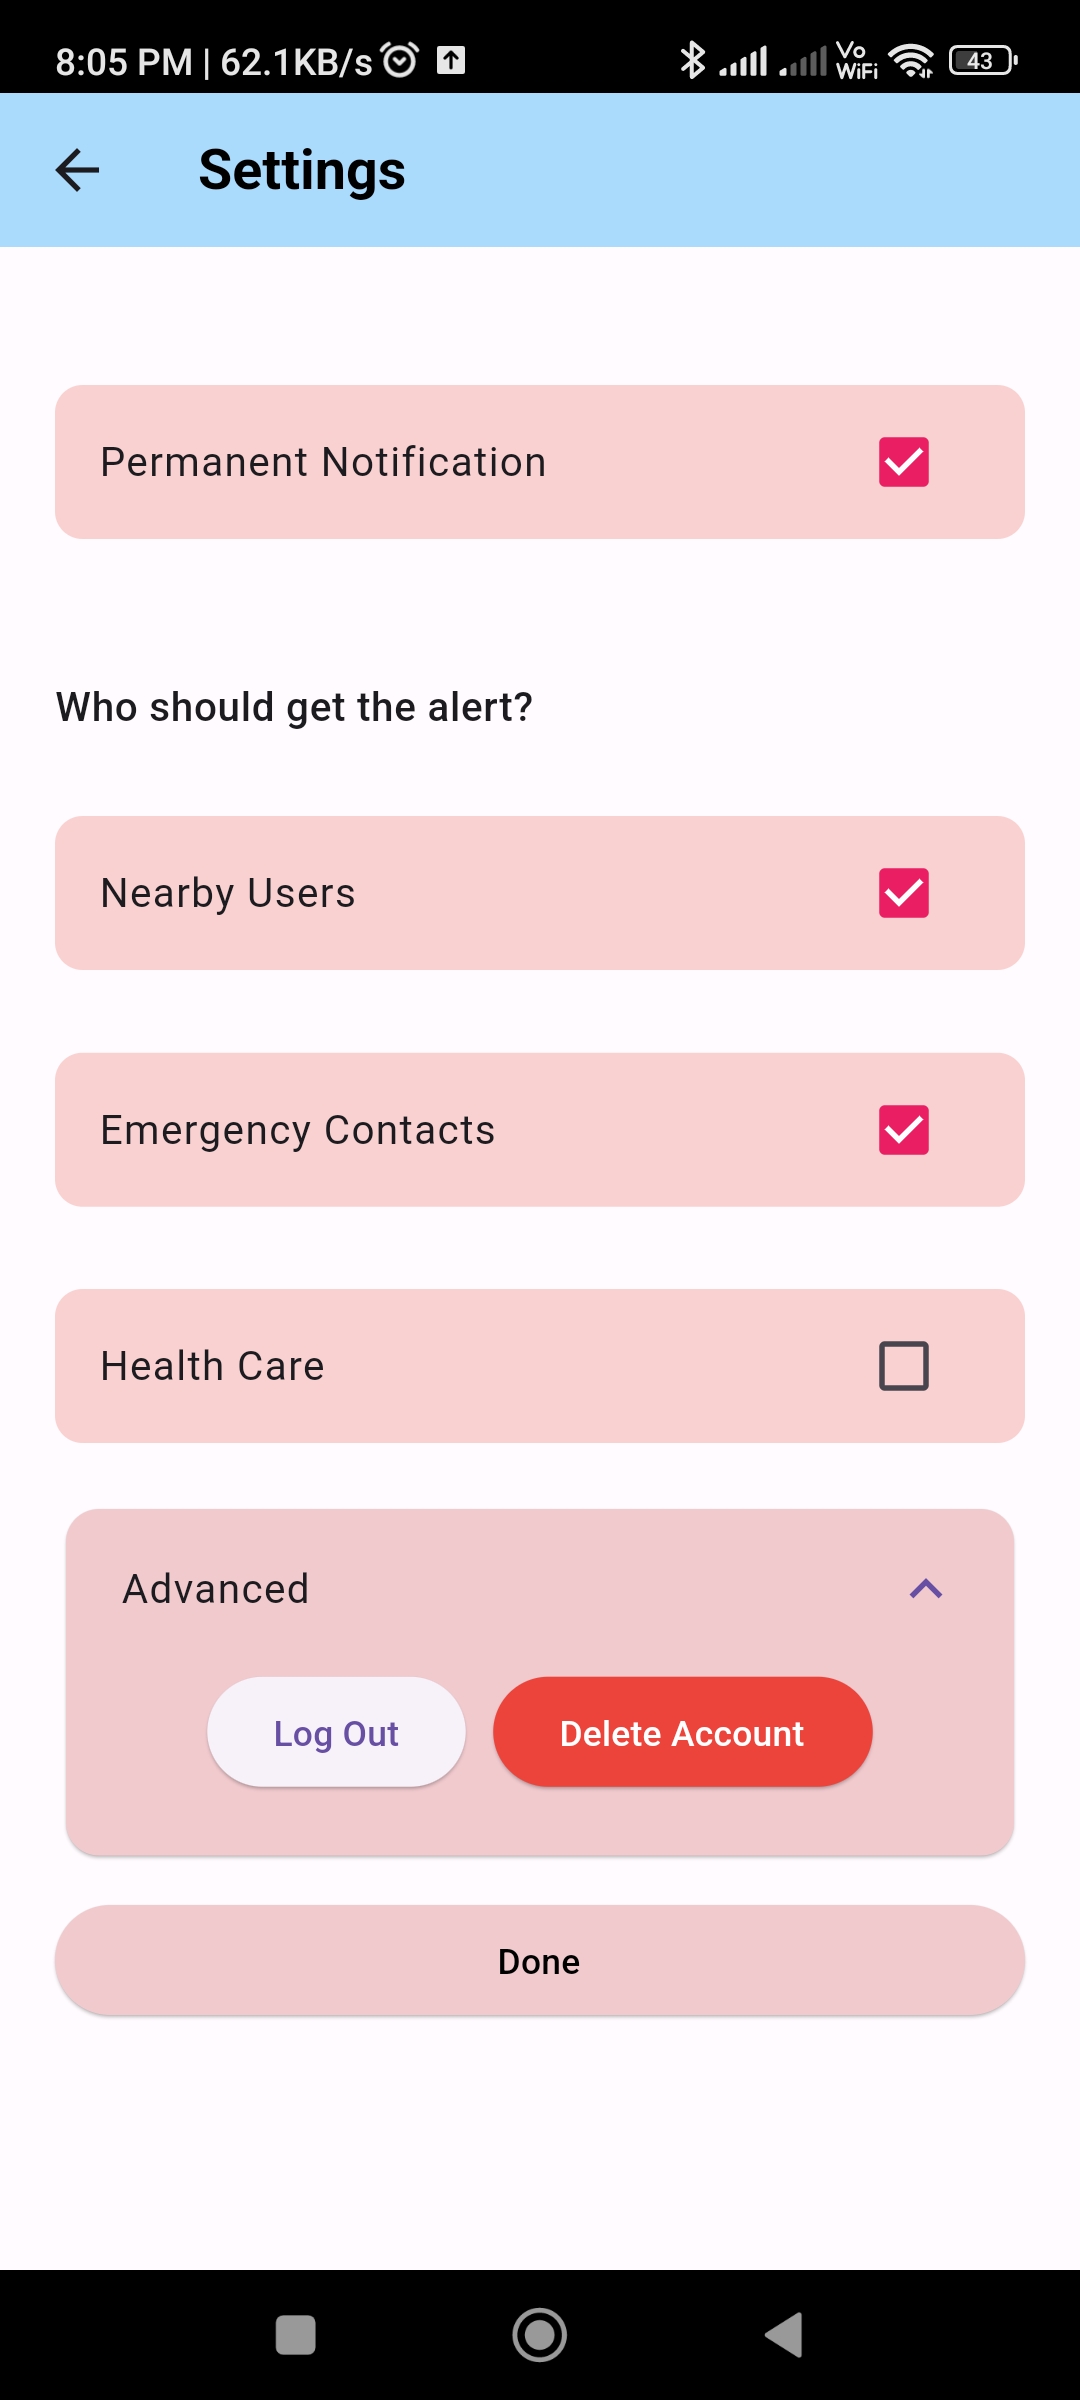 8:05 PM | 62.1KB/s Vo WiFi 43
Settings
Permanent Notification
Who should get the alert?
Nearby Users
Emergency Contacts
Health Care
Advanced
Log Out Delete Account
Done